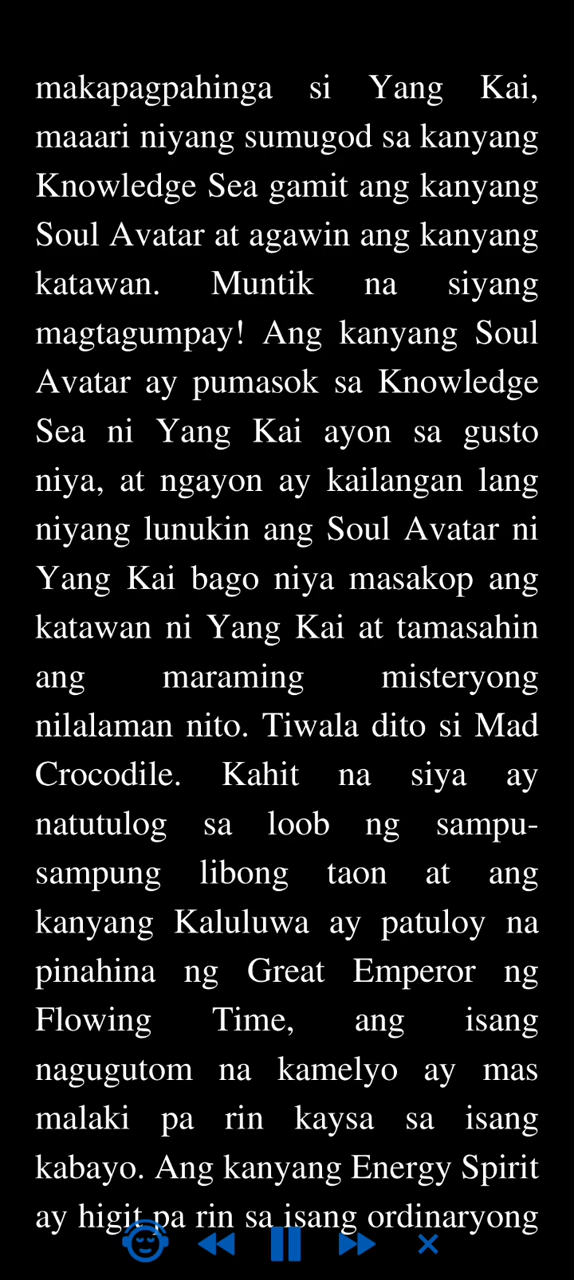 makapagpahinga si Yang Kai,
maaari niyang sumugod sa kanyang
Knowledge Sea gamit ang kanyang
Soul Avatar at agawin ang kanyang
katawan. Muntik na siyang
magtagumpay! Ang kanyang Soul
Avatar ay pumasok sa Knowledge
Sea ni Yang Kai ayon sa gusto
niya, at ngayon ay kailangan lang
niyang lunukin ang Soul Avatar ni
Yang Kai bago niya masakop ang
katawan ni Yang Kai at tamasahin
ang maraming misteryong
nilalaman nito. Tiwala dito si Mad
Crocodile. Kahit na siya ay
natutulog sa loob ng sampu-
sampung libong taon at ang
kanyang Kaluluwa ay patuloy na
pinahina ng Great Emperor ng
Flowing Time, ang isang
nagugutom na kamelyo ay mas
malaki pa rin kaysa sa isang
kabayo. Ang kanyang Energy Spirit
ay higit pa rin sa isang ordinaryong